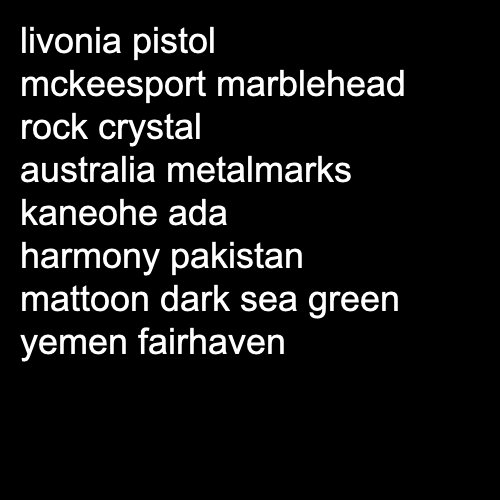 livonia pistol
mckeesport marblehead
rock crystal
australia metalmarks
kaneohe ada
harmony pakistan
mattoon dark sea green
yemen fairhaven